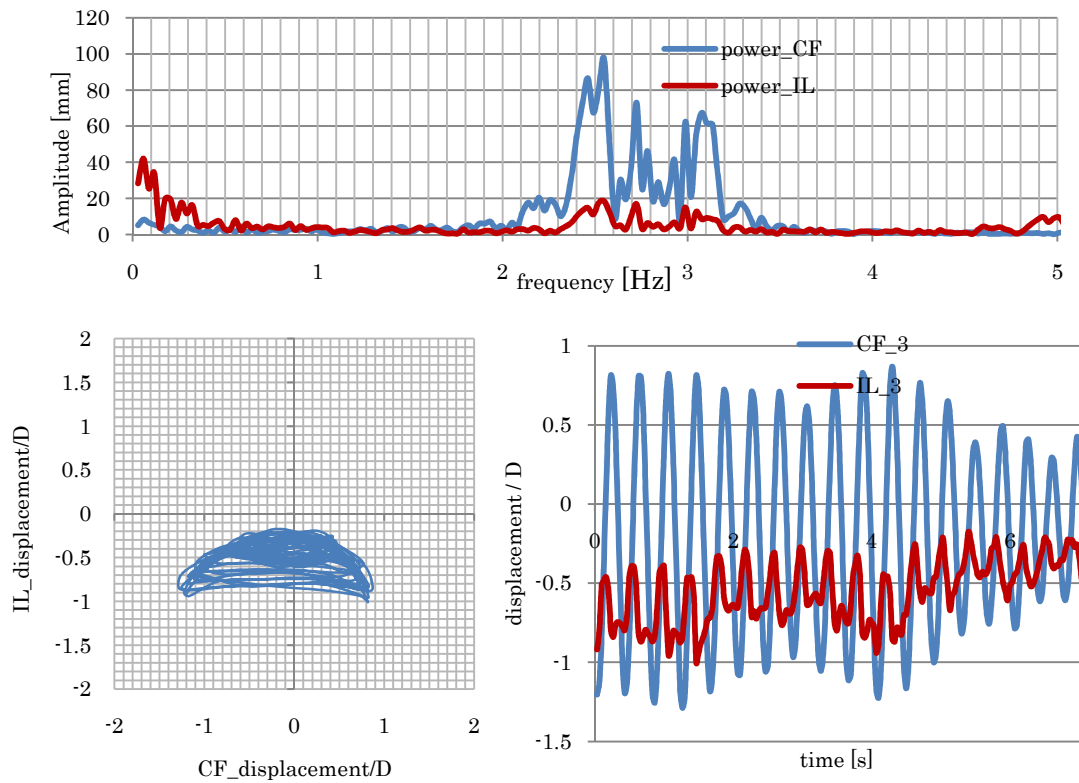 120
100
80
60
40
20
0
Amplitude [mm]
power_CF
power_IL
0 1 2 3 4 5
frequency [Hz]
2
1.5
1
0.5
0
-0.5
-1
-1.5
-2
IL_displacement/D
-2 -1 0 1 2
CF_displacement/D
1
0.5
0
-0.5
-1
-1.5
displacement / D
CF_3
IL_3
0 2 4 6
time [s]